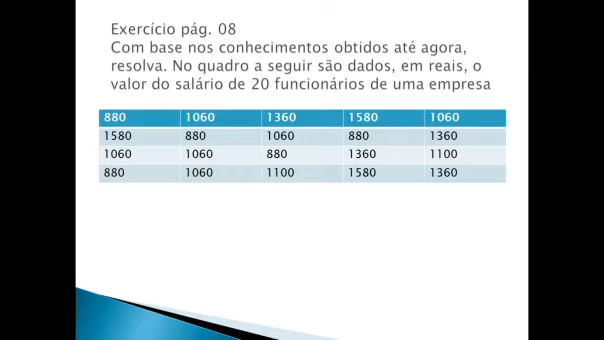 Exercício pág. 08
Com base nos conhecimentos obtidos até agora,
resolva. No quadro a seguir são dados, em reais, o
valor do salário de 20 funcionários de uma empresa
880 1060 1360 1580 1060
1580 880 1060 880 1360
1060 1060 880 1360 1100
880 1060 1100 1580 1360